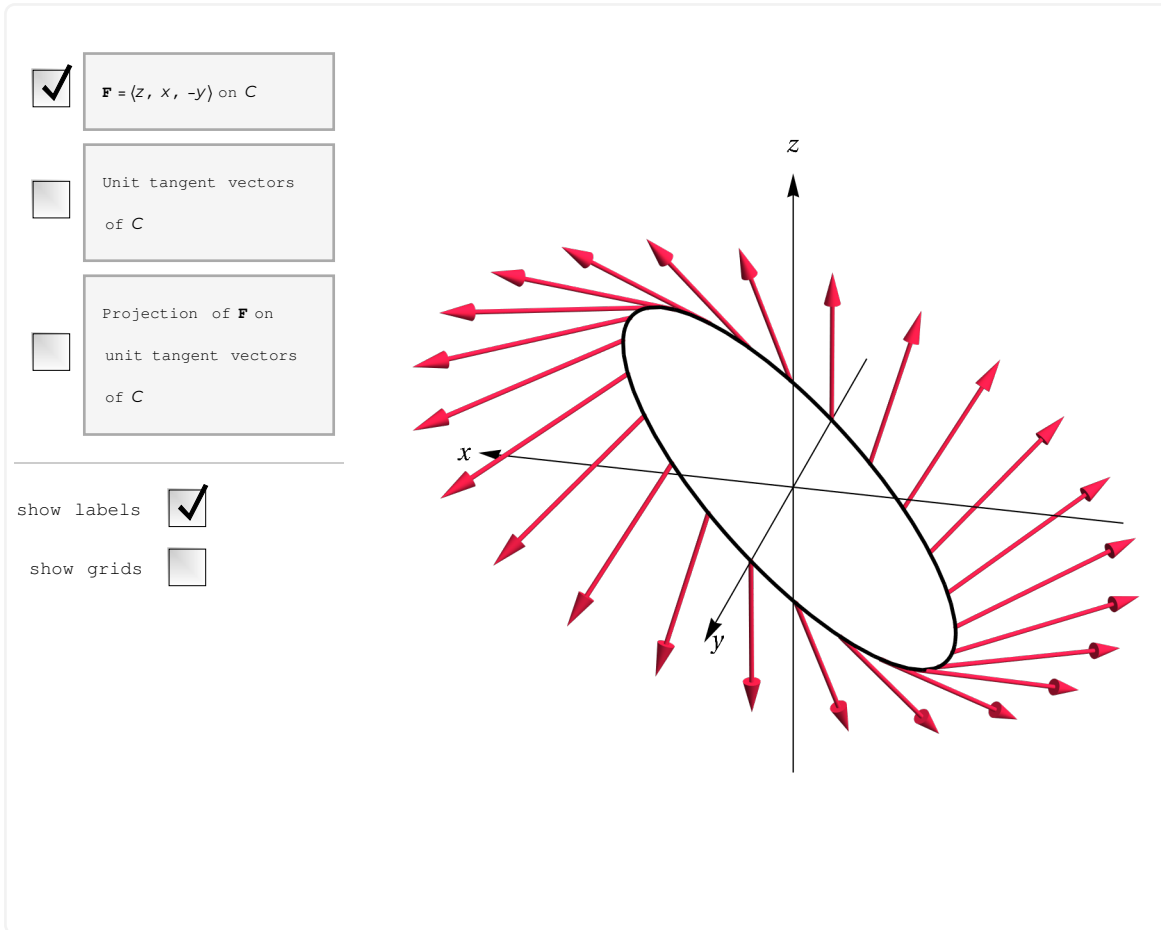 F = ⟨z, x, -y⟩ on C
Unit tangent vectors
of C
Projection of F on
unit tangent vectors
of C
show labels
show grids
z
x
y